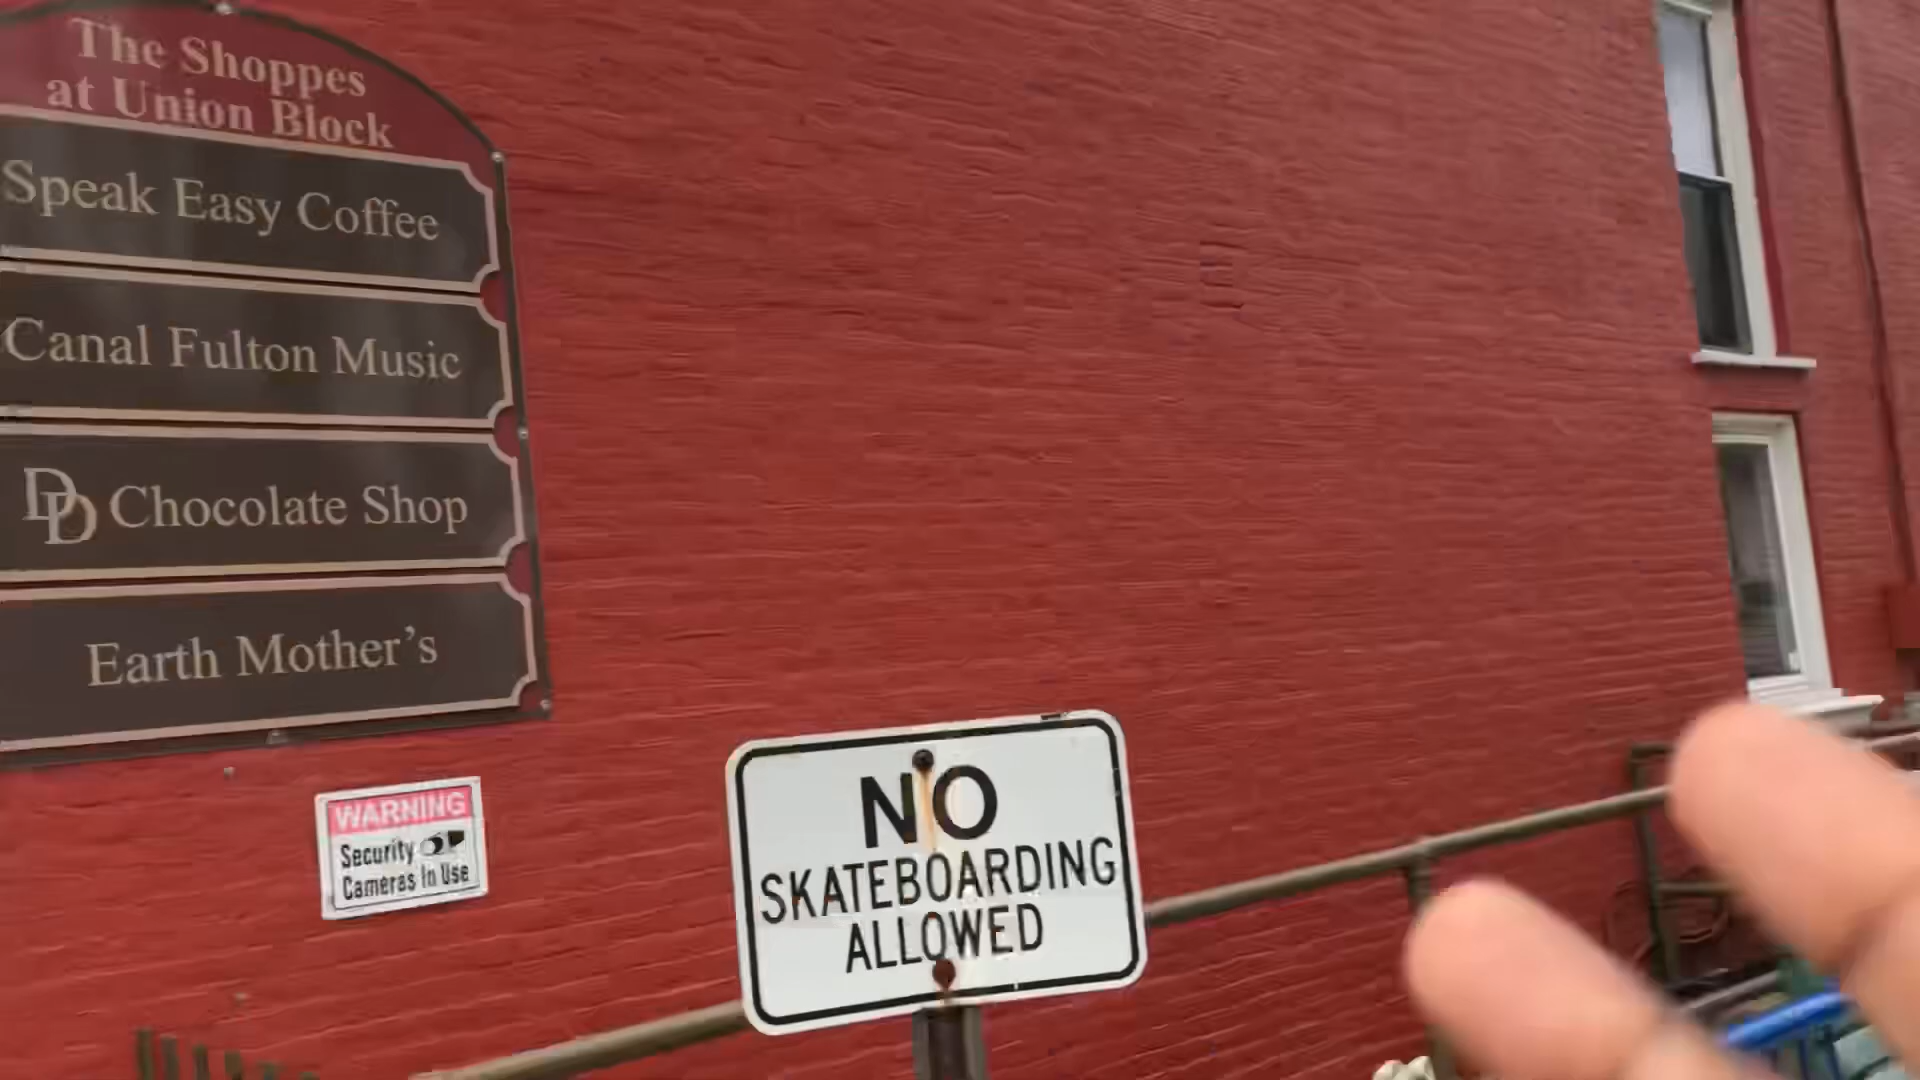 The Shoppes
at Union Block
Speak Easy Coffee
Canal Fulton Music
DD Chocolate Shop
Earth Mother's
WARNING
Security
Cameras In Use
NO
SKATEBOARDING
ALLOWED